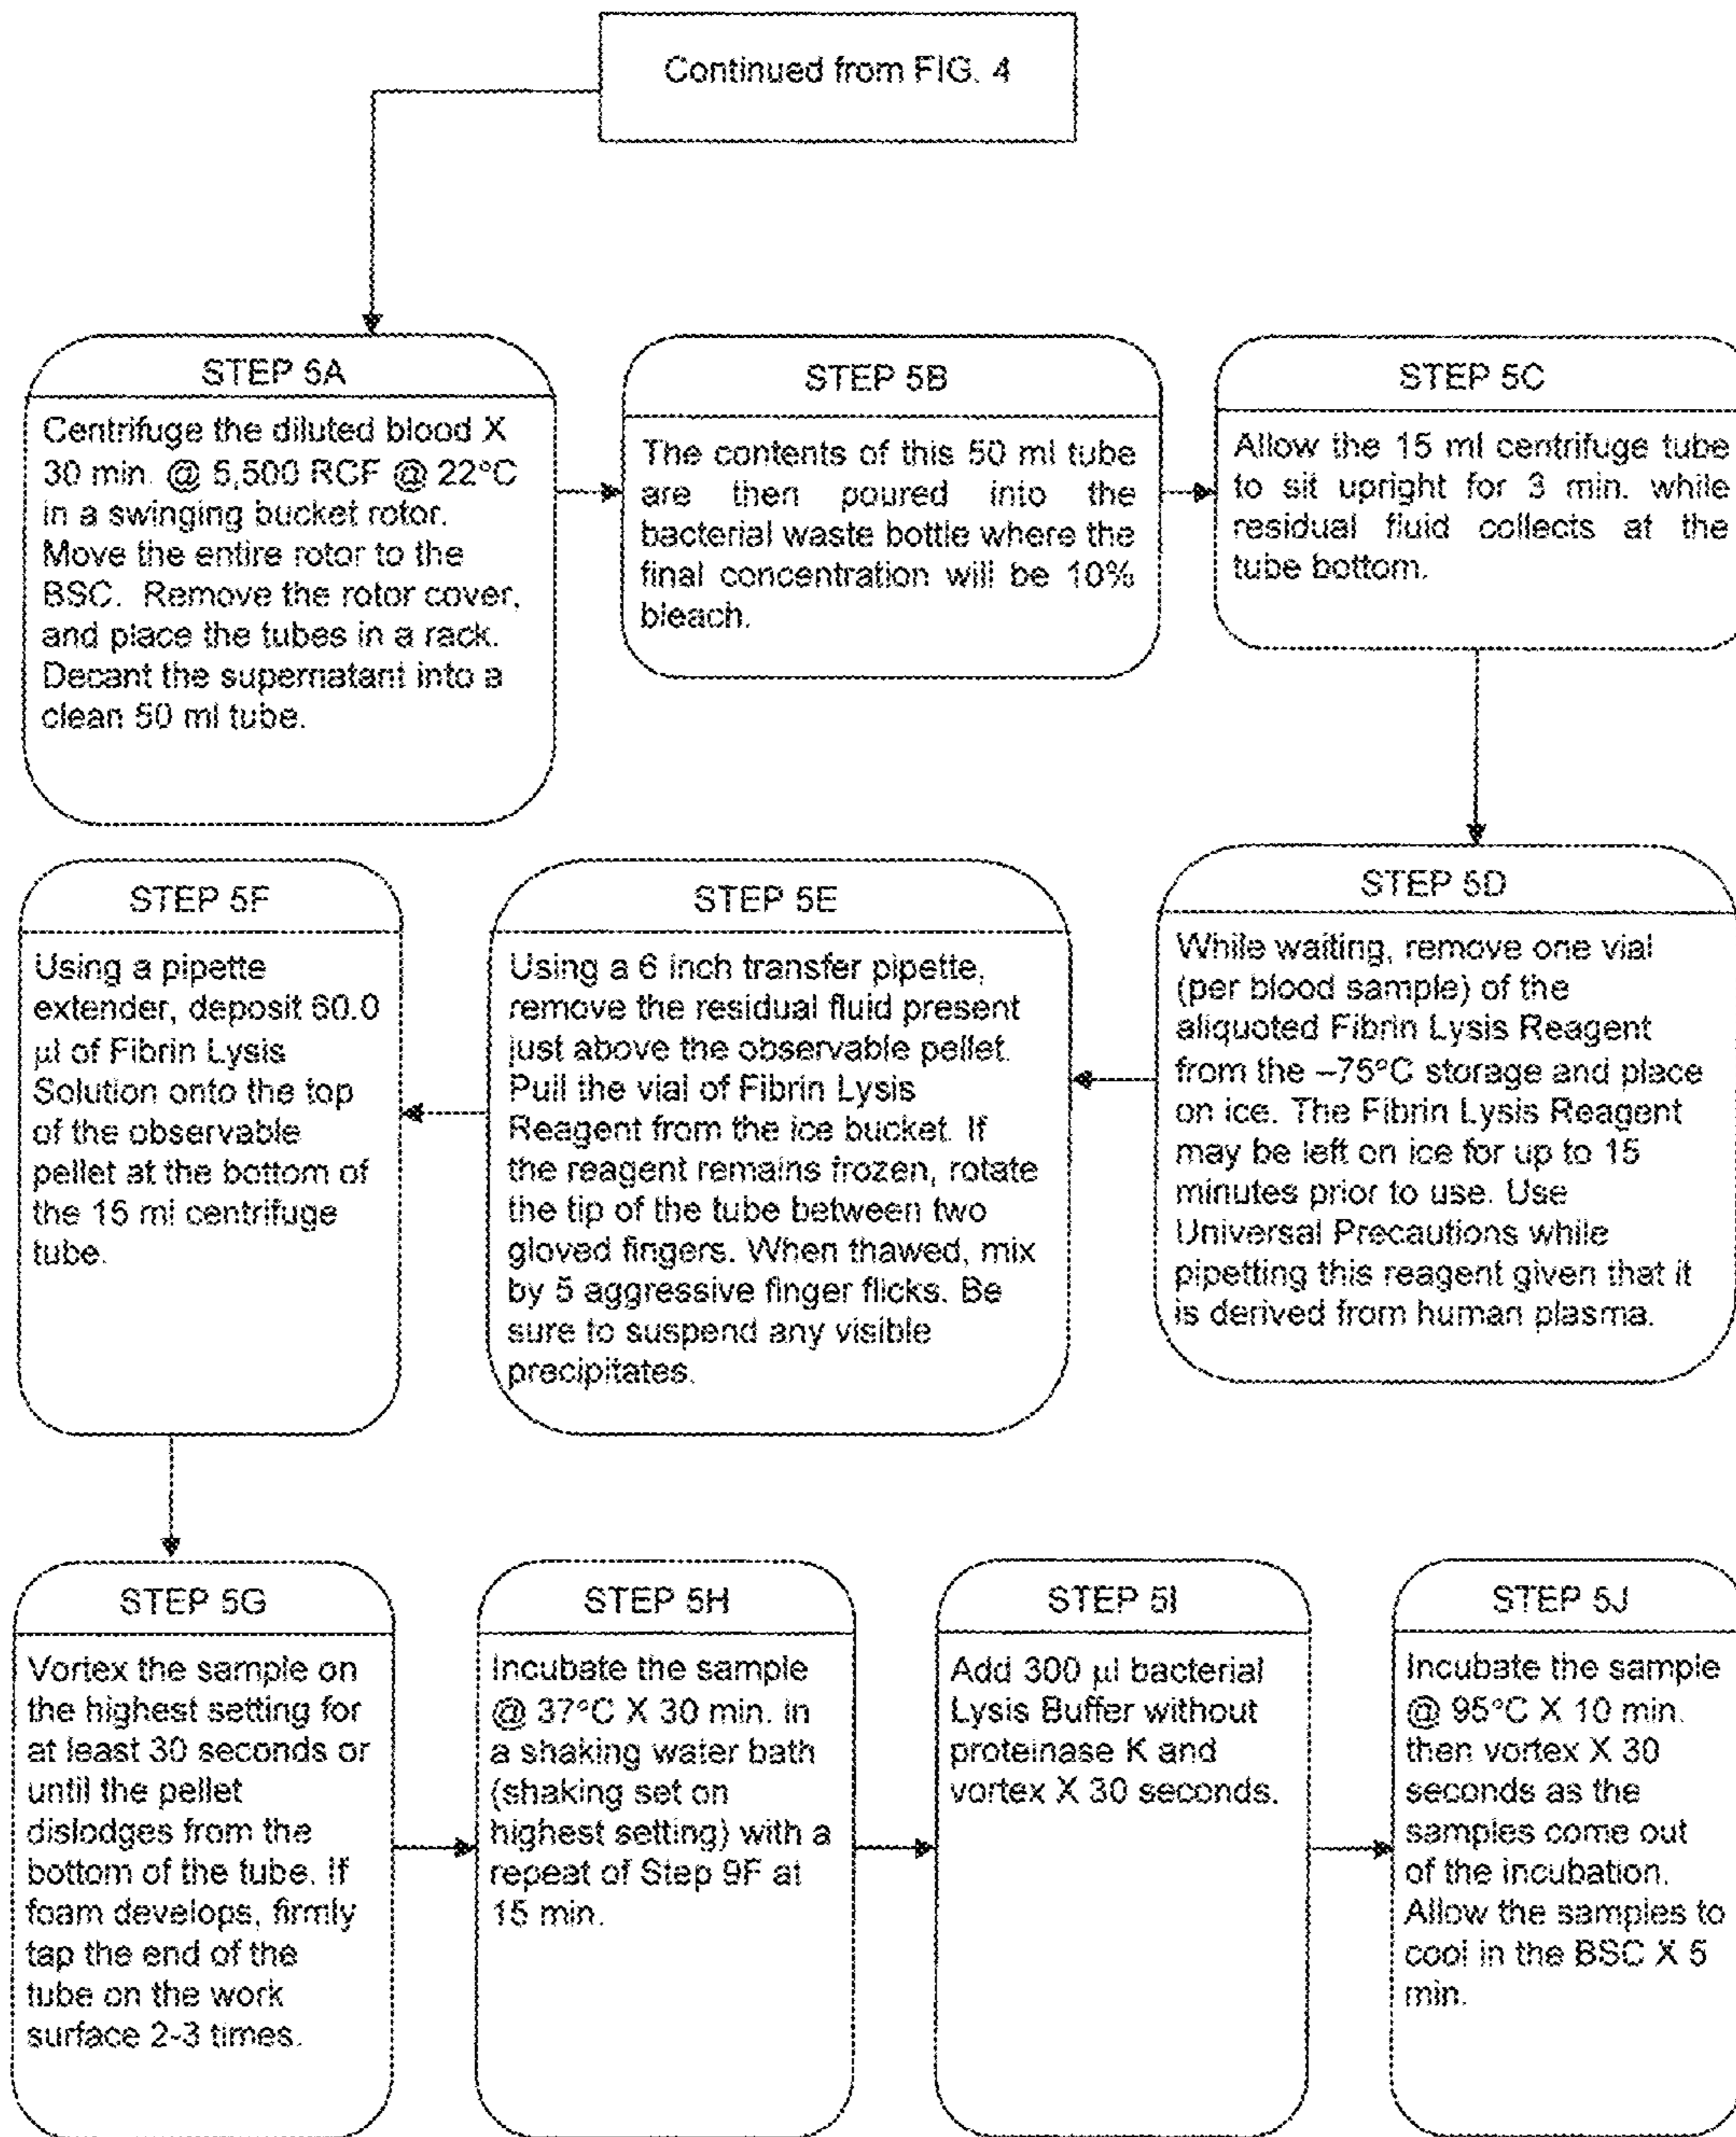 Continued from FIG. 4
STEP 5A
Centrifuge the diluted blood X
30 min. @ 5,500 RCF @ 22°C
in a swinging bucket rotor.
Move the entire rotor to the
BSC. Remove the rotor cover,
and place the tubes in a rack.
Decant the supernatant into a
clean 50 ml tube.
STEP 5B
The contents of this 50 ml tube
are then poured into the
bacterial waste bottle where the
final concentration will be 10%
bleach.
STEP 5C
Allow the 15 ml centrifuge tube
to sit upright for 3 min. while
residual fluid collects at the
tube bottom.
STEP 5D
While waiting, remove one vial
(per blood sample) of the
aliquoted Fibrin Lysis Reagent
from the –75°C storage and place
on ice. The Fibrin Lysis Reagent
may be left on ice for up to 15
minutes prior to use. Use
Universal Precautions while
pipetting this reagent given that it
is derived from human plasma.
STEP 5E
Using a 6 inch transfer pipette,
remove the residual fluid present
just above the observable pellet.
Pull the vial of Fibrin Lysis
Reagent from the ice bucket. If
the reagent remains frozen, rotate
the tip of the tube between two
gloved fingers. When thawed, mix
by 5 aggressive finger flicks. Be
sure to suspend any visible
precipitates.
STEP 5F
Using a pipette
extender, deposit 60.0
µl of Fibrin Lysis
Solution onto the top
of the observable
pellet at the bottom of
the 15 ml centrifuge
tube.
STEP 5G
Vortex the sample on
the highest setting for
at least 30 seconds or
until the pellet
dislodges from the
bottom of the tube. If
foam develops, firmly
tap the end of the
tube on the work
surface 2-3 times.
STEP 5H
Incubate the sample
@ 37°C X 30 min. in
a shaking water bath
(shaking set on
highest setting) with a
repeat of Step 9F at
15 min.
STEP 5I
Add 300 µl bacterial
Lysis Buffer without
proteinase K and
vortex X 30 seconds.
STEP 5J
Incubate the sample
@ 95°C X 10 min.
then vortex X 30
seconds as the
samples come out
of the incubation.
Allow the samples to
cool in the BSC X 5
min.